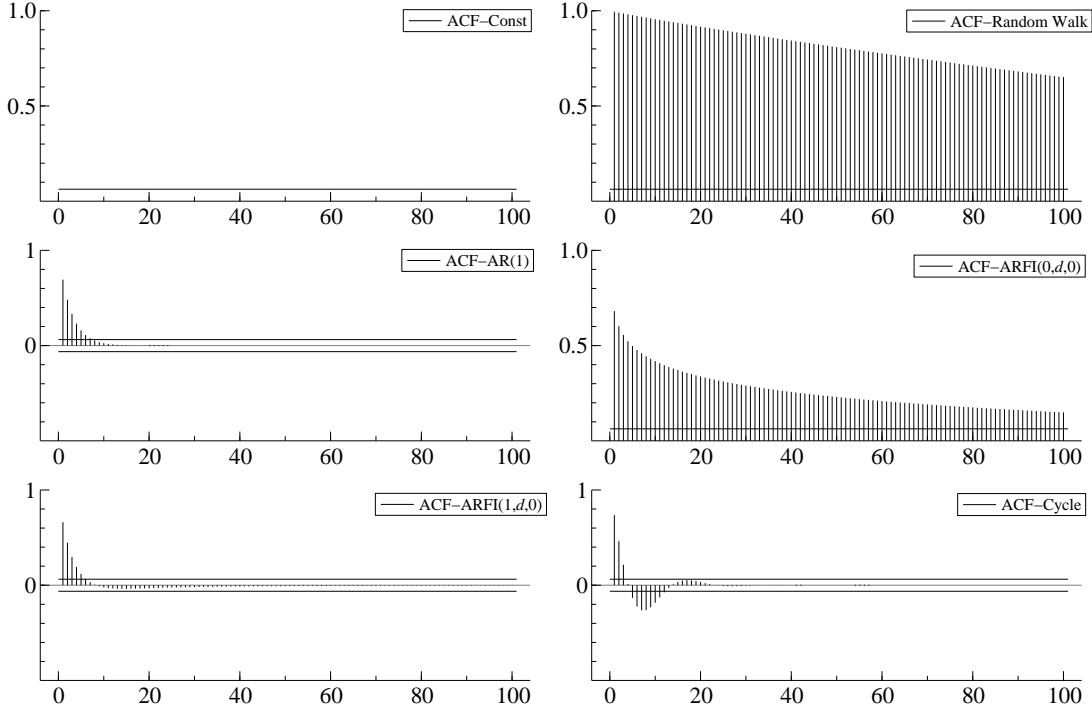 1.0
ACF–Const
0.5
0 20 40 60 80 100
1.0
ACF–Random Walk
0.5
0 20 40 60 80 100
1
ACF–AR(1)
0
0 20 40 60 80 100
1.0
ACF–ARFI(0,d,0)
0.5
0 20 40 60 80 100
1
ACF–ARFI(1,d,0)
0
0 20 40 60 80 100
1
ACF–Cycle
0
0 20 40 60 80 100